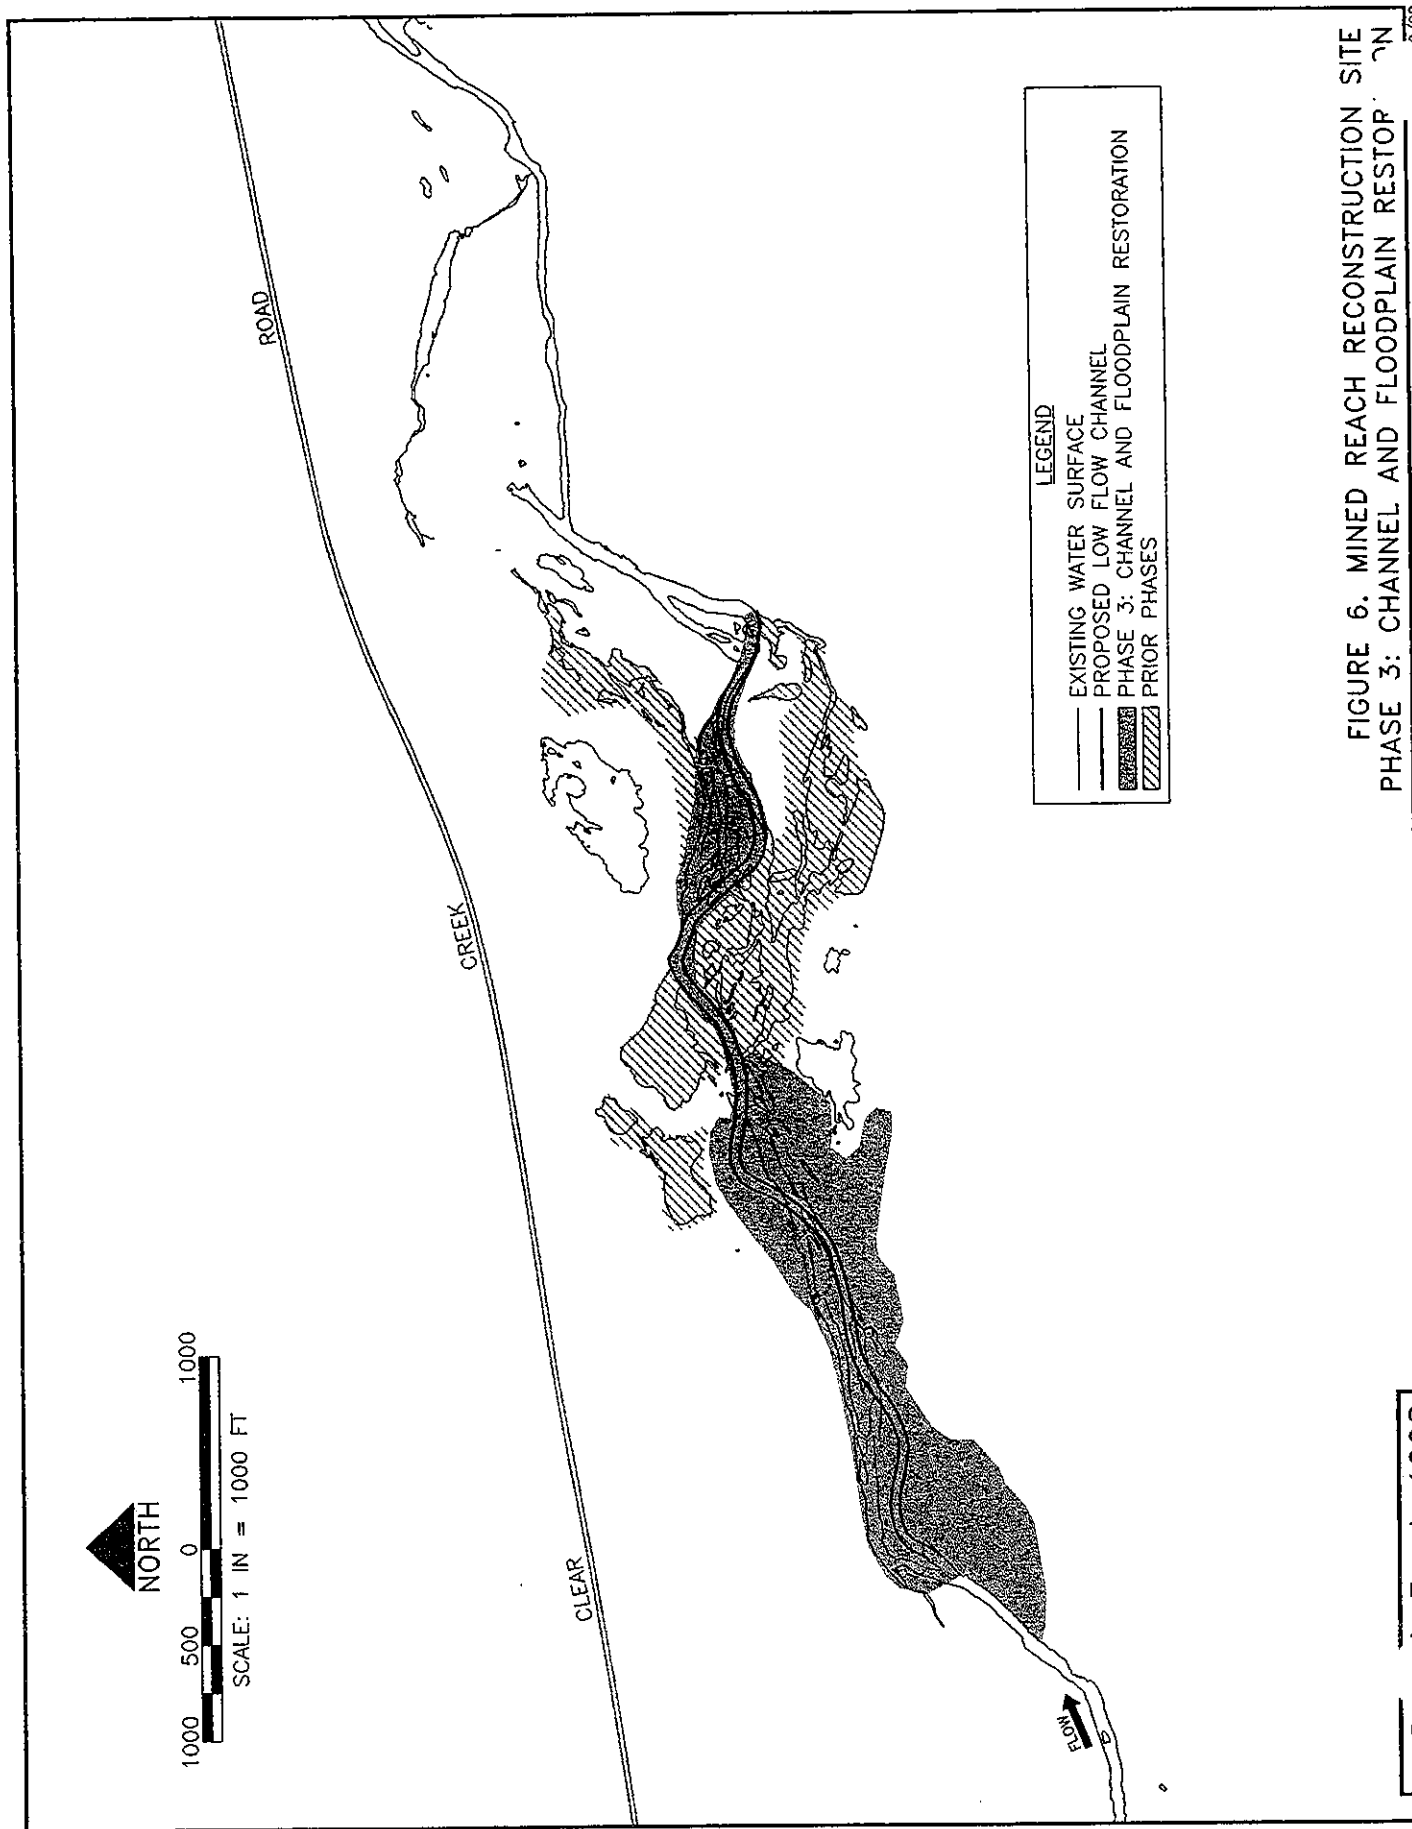 NORTH
1000 500 0 1000
SCALE: 1 IN = 1000 FT
CLEAR CREEK ROAD
FLOW
LEGEND
EXISTING WATER SURFACE
PROPOSED LOW FLOW CHANNEL
PHASE 3: CHANNEL AND FLOODPLAIN RESTORATION
PRIOR PHASES
FIGURE 6. MINED REACH RECONSTRUCTION SITE
PHASE 3: CHANNEL AND FLOODPLAIN